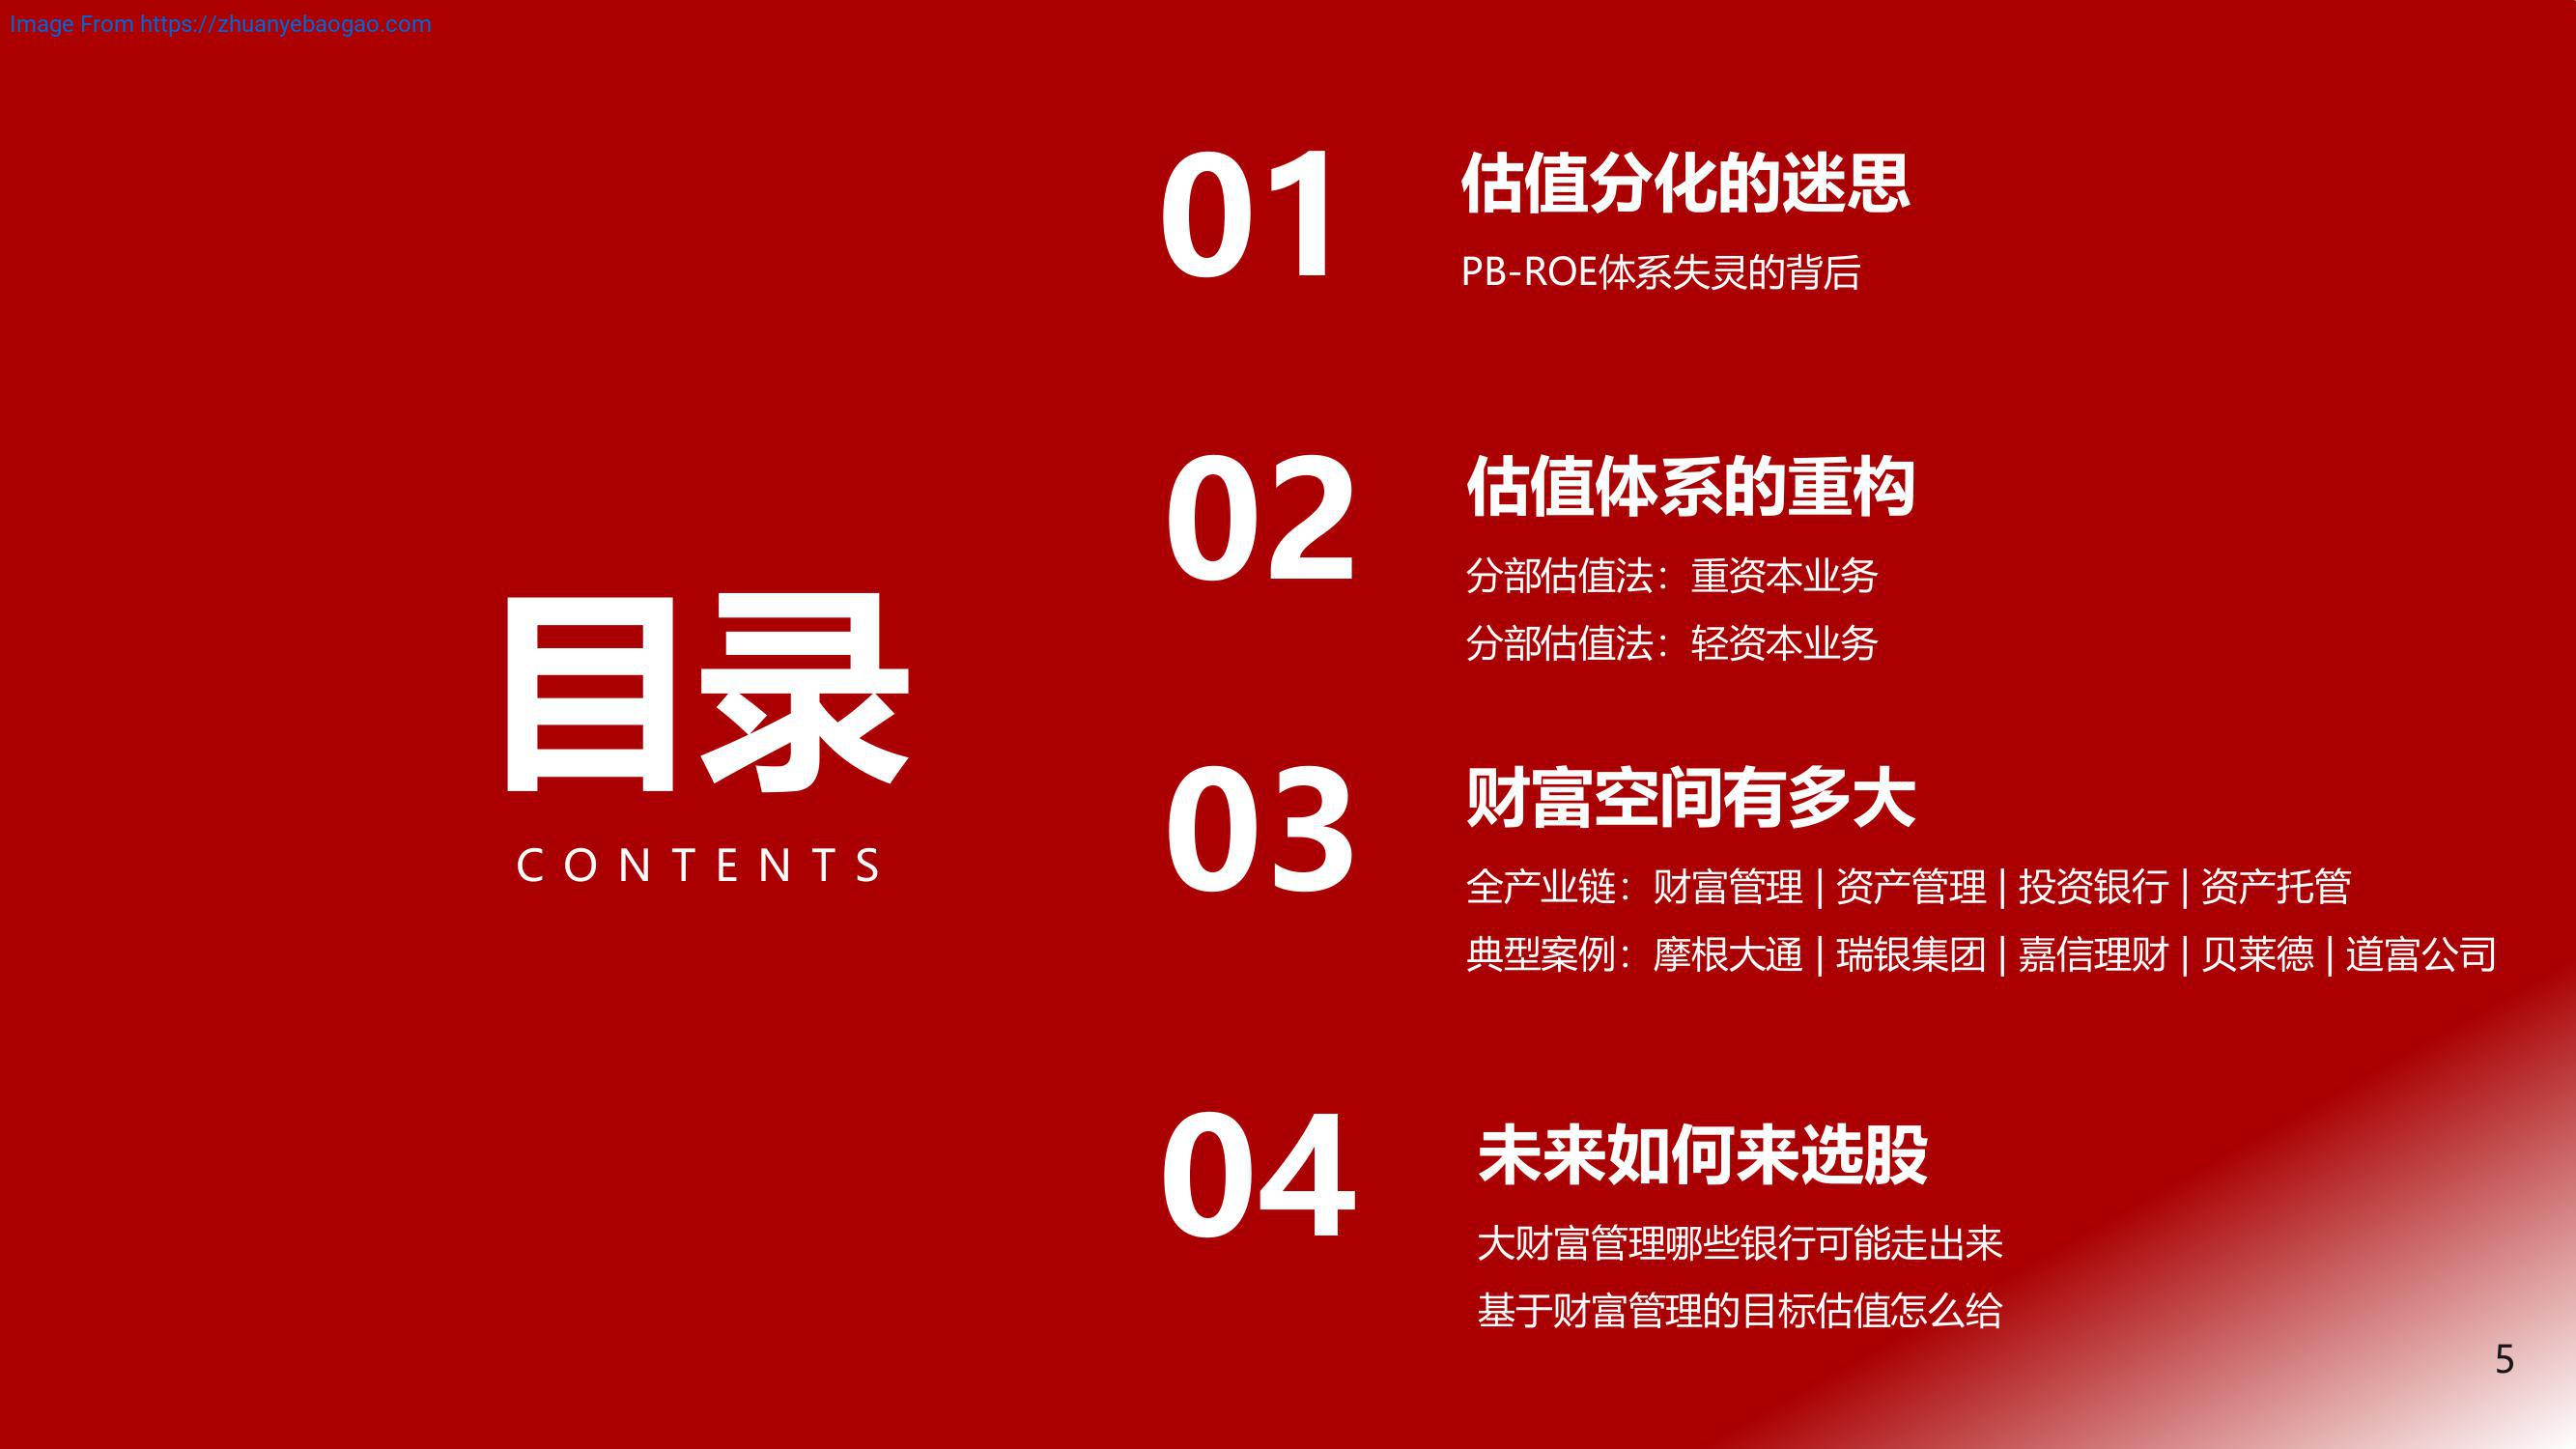 Image From https://zhuanyebaogao.com
目录
CONTENTS
01
估值分化的迷思
PB-ROE体系失灵的背后
02
估值体系的重构
分部估值法：重资本业务
分部估值法：轻资本业务
03
财富空间有多大
全产业链：财富管理 | 资产管理 | 投资银行 | 资产托管
典型案例：摩根大通 | 瑞银集团 | 嘉信理财 | 贝莱德 | 道富公司
04
未来如何来选股
大财富管理哪些银行可能走出来
基于财富管理的目标估值怎么给
5